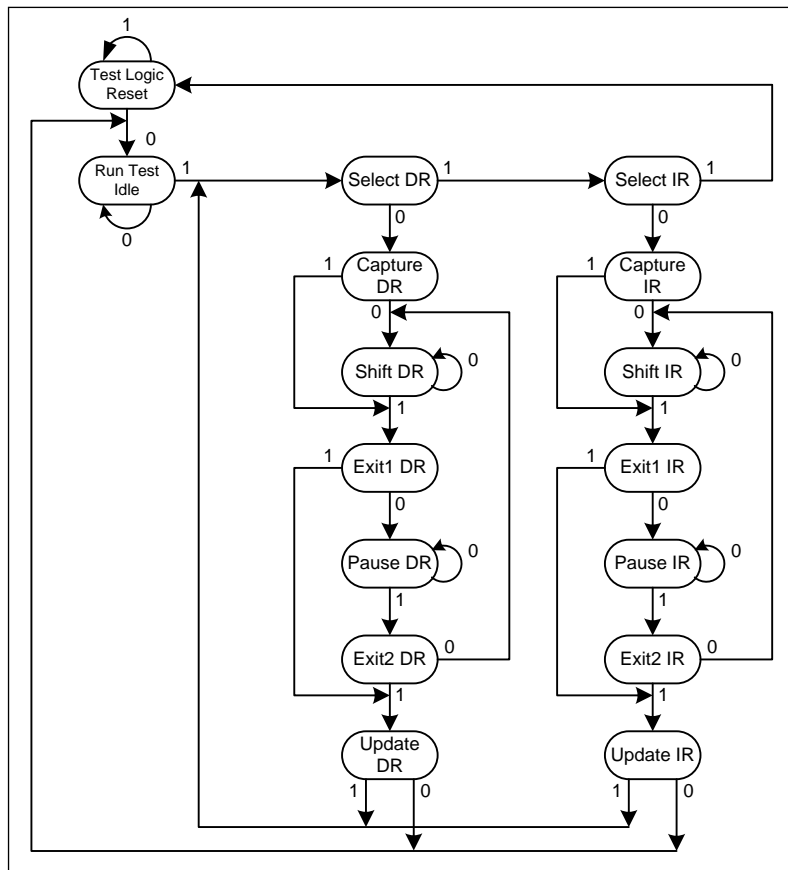 1
Test Logic
Reset
0
Run Test
Idle
1
0
Select DR
1
Select IR
1
0
0
Capture
DR
1
0
Capture
IR
1
0
Shift DR
0
1
Shift IR
0
1
Exit1 DR
1
0
Exit1 IR
1
0
Pause DR
0
1
Pause IR
0
1
Exit2 DR
0
1
Exit2 IR
0
1
Update
DR
1
0
Update IR
1
0